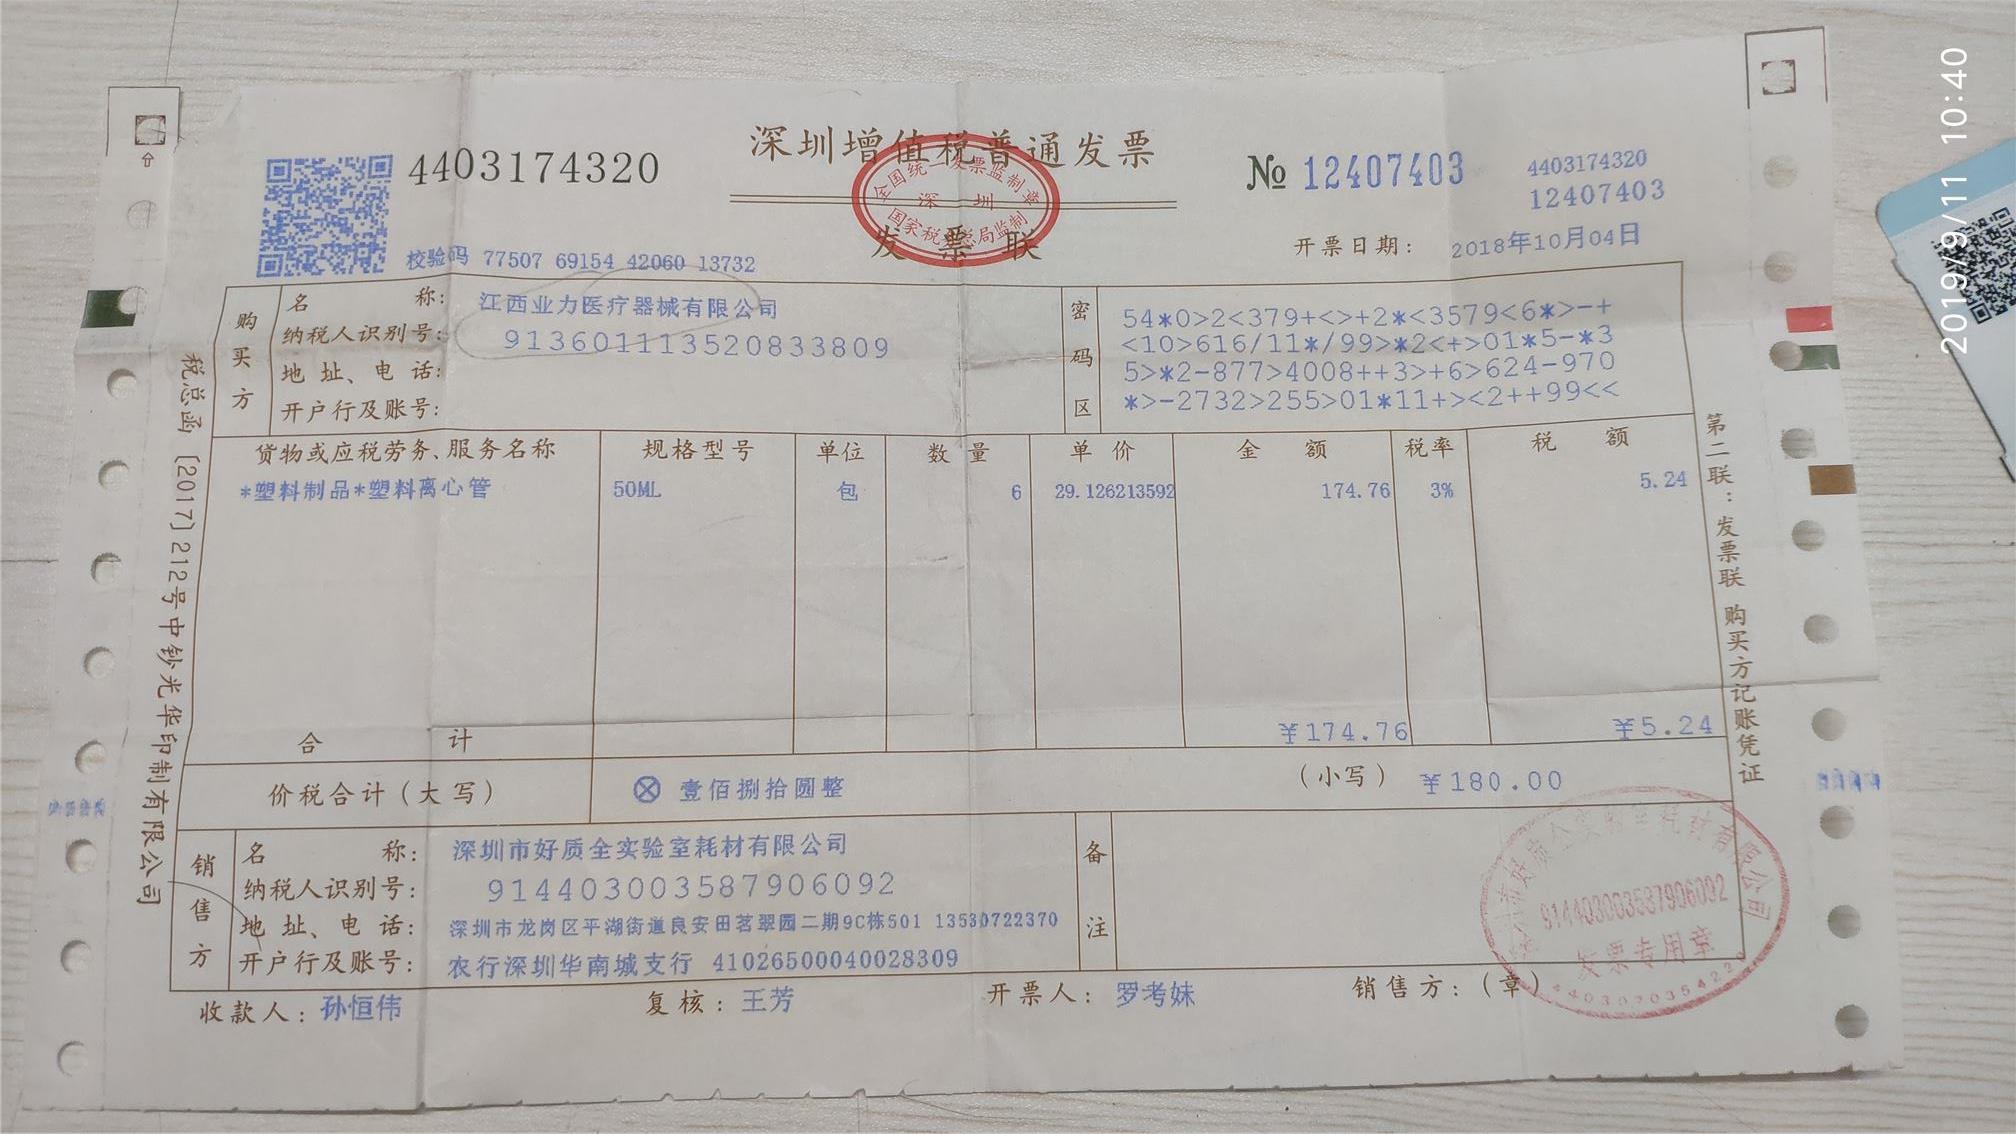 深圳增值税普通发票
4403174320
№ 12407403
4403174320
12407403
全国统一发票监制章
深圳
国家税务总局监制
发票联
校验码 77507 69154 42060 13732
开票日期: 2018年10月04日
购买方
名称: 江西业力医疗器械有限公司
纳税人识别号: 913601113520833809
地址、电话:
开户行及账号:
密码区
54*0>2<379+<>+2*<3579<6*>-+
<10>616/11*/99>*2<+>01*5-*3
5>*2-877>4008++3>+6>624-970
*>-2732>255>01*11+><2++99<<
货物或应税劳务、服务名称 规格型号 单位 数量 单价 金额 税率 税额
*塑料制品*塑料离心管 50ML 包 6 29.126213592 174.76 3% 5.24
合计 ¥174.76 ¥5.24
价税合计(大写) ⊗ 壹佰捌拾圆整 (小写) ¥180.00
销售方
名称: 深圳市好质全实验室耗材有限公司
纳税人识别号: 914403003587906092
地址、电话: 深圳市龙岗区平湖街道良安田茗翠园二期9C栋501 13530722370
开户行及账号: 农行深圳华南城支行 41026500040028309
备注
收款人: 孙恒伟 复核: 王芳 开票人: 罗考妹 销售方:(章)
深圳市好质全实验室耗材有限公司
914403003587906092
发票专用章
税总函〔2017〕212号中钞光华印制有限公司
第二联:发票联 购买方记账凭证
2019/9/11 10:40